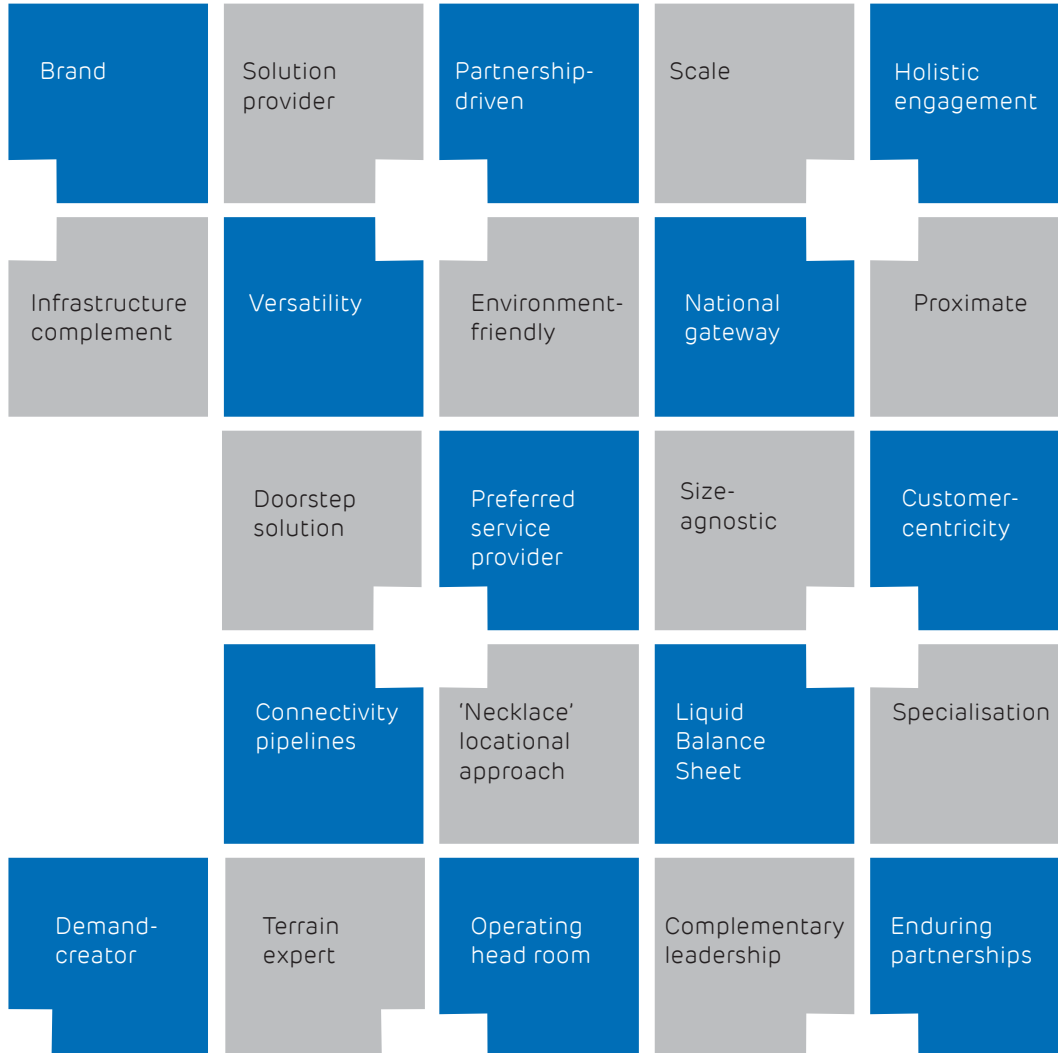 Brand
Solution
provider
Partnership-
driven
Scale
Holistic
engagement
Infrastructure
complement
Versatility
Environment-
friendly
National
gateway
Proximate
Doorstep
solution
Preferred
service
provider
Size-
agnostic
Customer-
centricity
Connectivity
pipelines
‘Necklace’
locational
approach
Liquid
Balance
Sheet
Specialisation
Demand-
creator
Terrain
expert
Operating
head room
Complementary
leadership
Enduring
partnerships